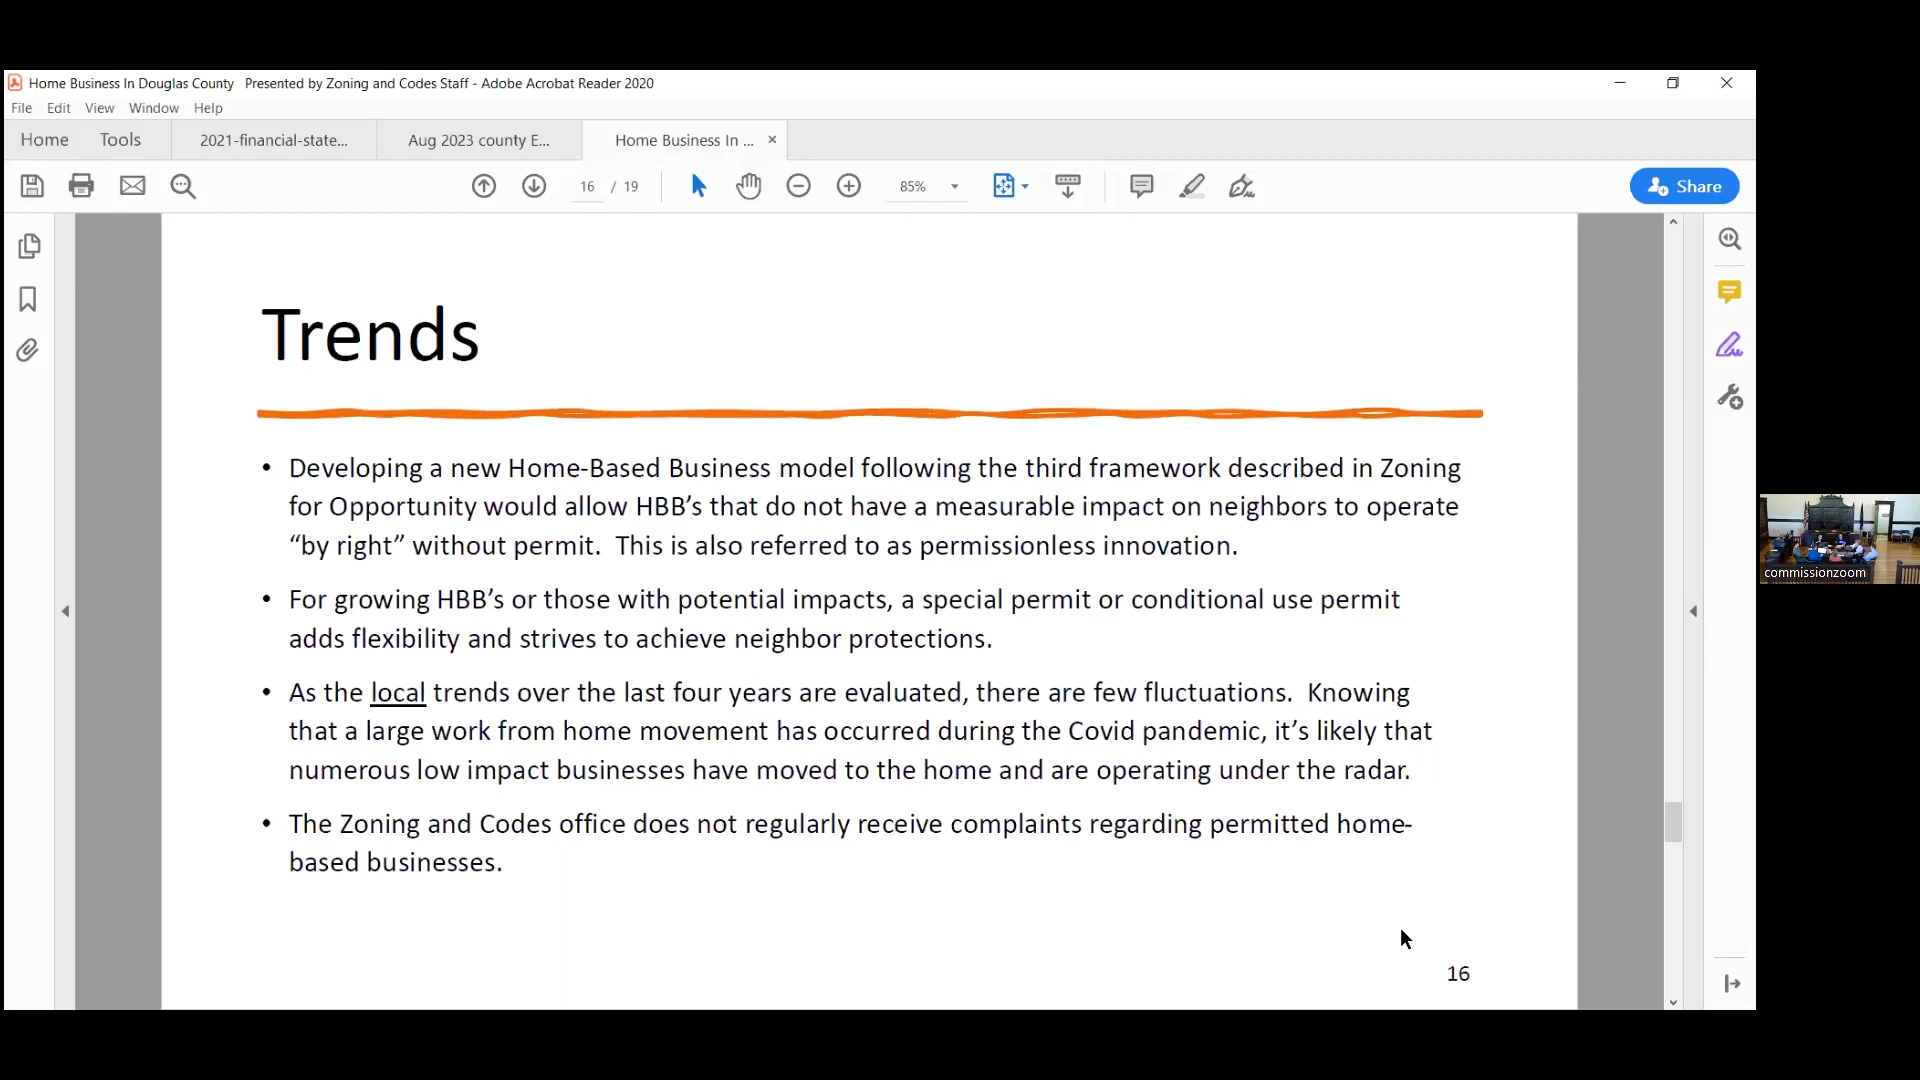 Home Business In Douglas County   Presented by Zoning and Codes Staff - Adobe Acrobat Reader 2020
File Edit View Window Help
Home Tools 2021-financial-state... Aug 2023 county E... Home Business In ...
16 / 19 85% Share
Trends
• Developing a new Home-Based Business model following the third framework described in Zoning
for Opportunity would allow HBB’s that do not have a measurable impact on neighbors to operate
“by right” without permit.  This is also referred to as permissionless innovation.
• For growing HBB’s or those with potential impacts, a special permit or conditional use permit
adds flexibility and strives to achieve neighbor protections.
• As the local trends over the last four years are evaluated, there are few fluctuations.  Knowing
that a large work from home movement has occurred during the Covid pandemic, it’s likely that
numerous low impact businesses have moved to the home and are operating under the radar.
• The Zoning and Codes office does not regularly receive complaints regarding permitted home-
based businesses.
16
commissionzoom